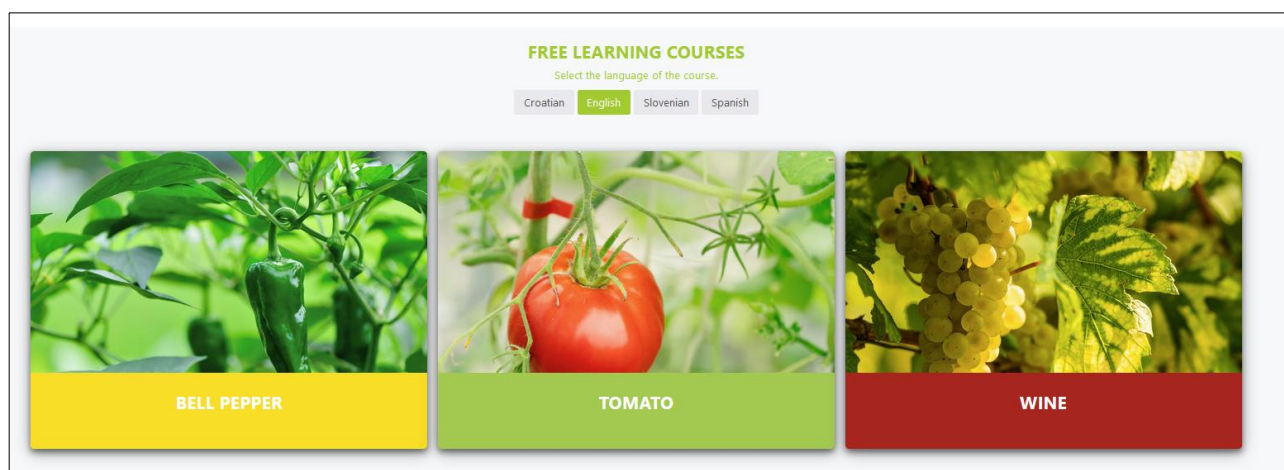 FREE LEARNING COURSES
Select the language of the course.
Croatian English Slovenian Spanish
BELL PEPPER TOMATO WINE